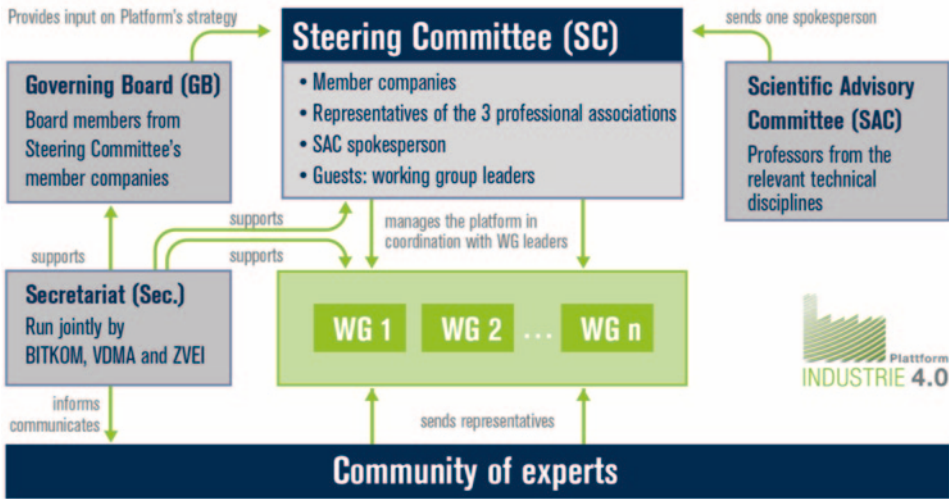 Provides input on Platform's strategy
sends one spokesperson
Steering Committee (SC)
• Member companies
• Representatives of the 3 professional associations
• SAC spokesperson
• Guests: working group leaders
Governing Board (GB)
Board members from
Steering Committee's
member companies
Scientific Advisory
Committee (SAC)
Professors from the
relevant technical
disciplines
supports
supports
supports
manages the platform in
coordination with WG leaders
Secretariat (Sec.)
Run jointly by
BITKOM, VDMA and ZVEI
WG 1
WG 2
...
WG n
Plattform
INDUSTRIE 4.0
informs
communicates
sends representatives
Community of experts